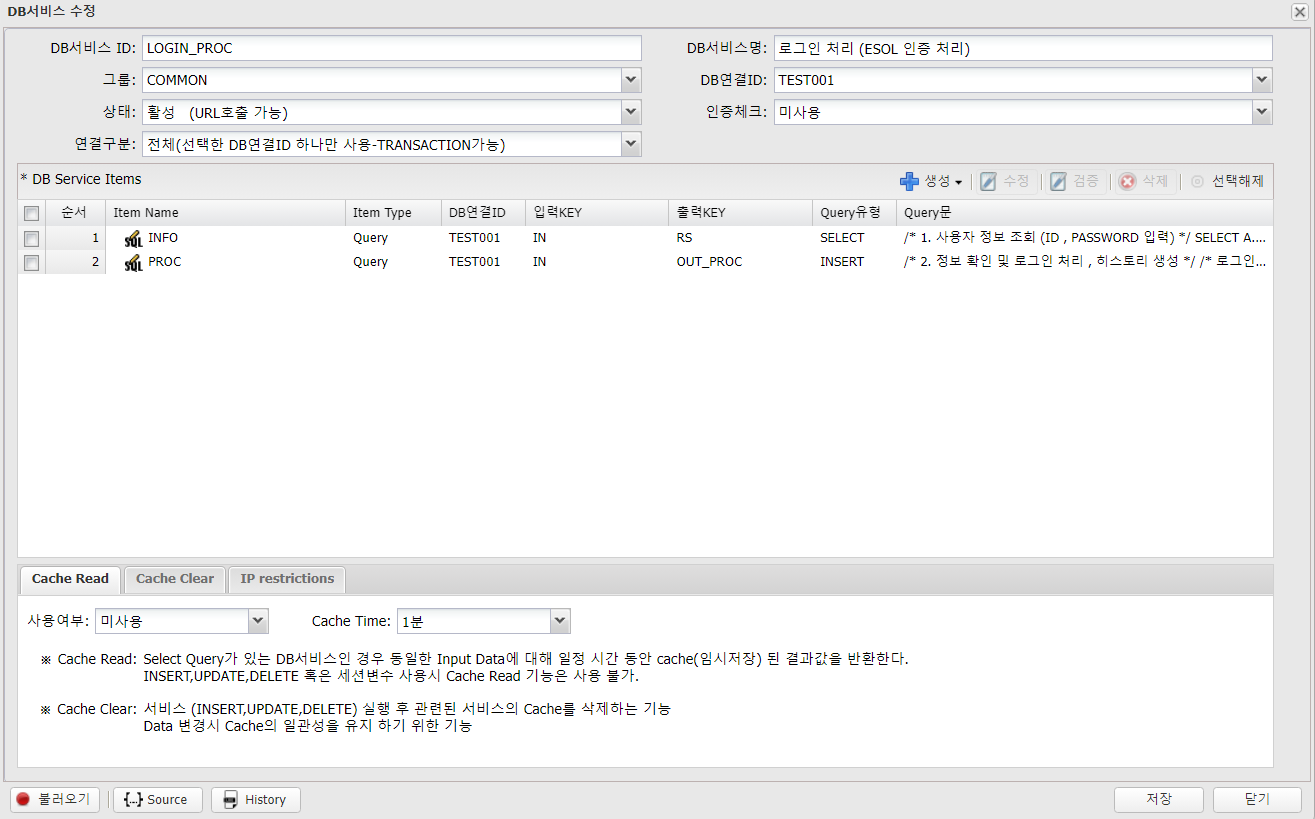 DB서비스 수정
DB서비스 ID: LOGIN_PROC DB서비스명: 로그인 처리 (ESOL 인증 처리)
그룹: COMMON DB연결ID: TEST001
상태: 활성 (URL호출 가능) 인증체크: 미사용
연결구분: 전체(선택한 DB연결ID 하나만 사용-TRANSACTION가능)
* DB Service Items 생성 수정 검증 삭제 선택해제
순서 Item Name Item Type DB연결ID 입력KEY 출력KEY Query유형 Query문
1 SQL INFO Query TEST001 IN RS SELECT /* 1. 사용자 정보 조회 (ID , PASSWORD 입력) */ SELECT A....
2 SQL PROC Query TEST001 IN OUT_PROC INSERT /* 2. 정보 확인 및 로그인 처리 , 히스토리 생성 */ /* 로그인...
Cache Read Cache Clear IP restrictions
사용여부: 미사용 Cache Time: 1분
※ Cache Read: Select Query가 있는 DB서비스인 경우 동일한 Input Data에 대해 일정 시간 동안 cache(임시저장) 된 결과값을 반환한다.
INSERT,UPDATE,DELETE 혹은 세션변수 사용시 Cache Read 기능은 사용 불가.
※ Cache Clear: 서비스 (INSERT,UPDATE,DELETE) 실행 후 관련된 서비스의 Cache를 삭제하는 기능
Data 변경시 Cache의 일관성을 유지 하기 위한 기능
불러오기 {...} Source History 저장 닫기